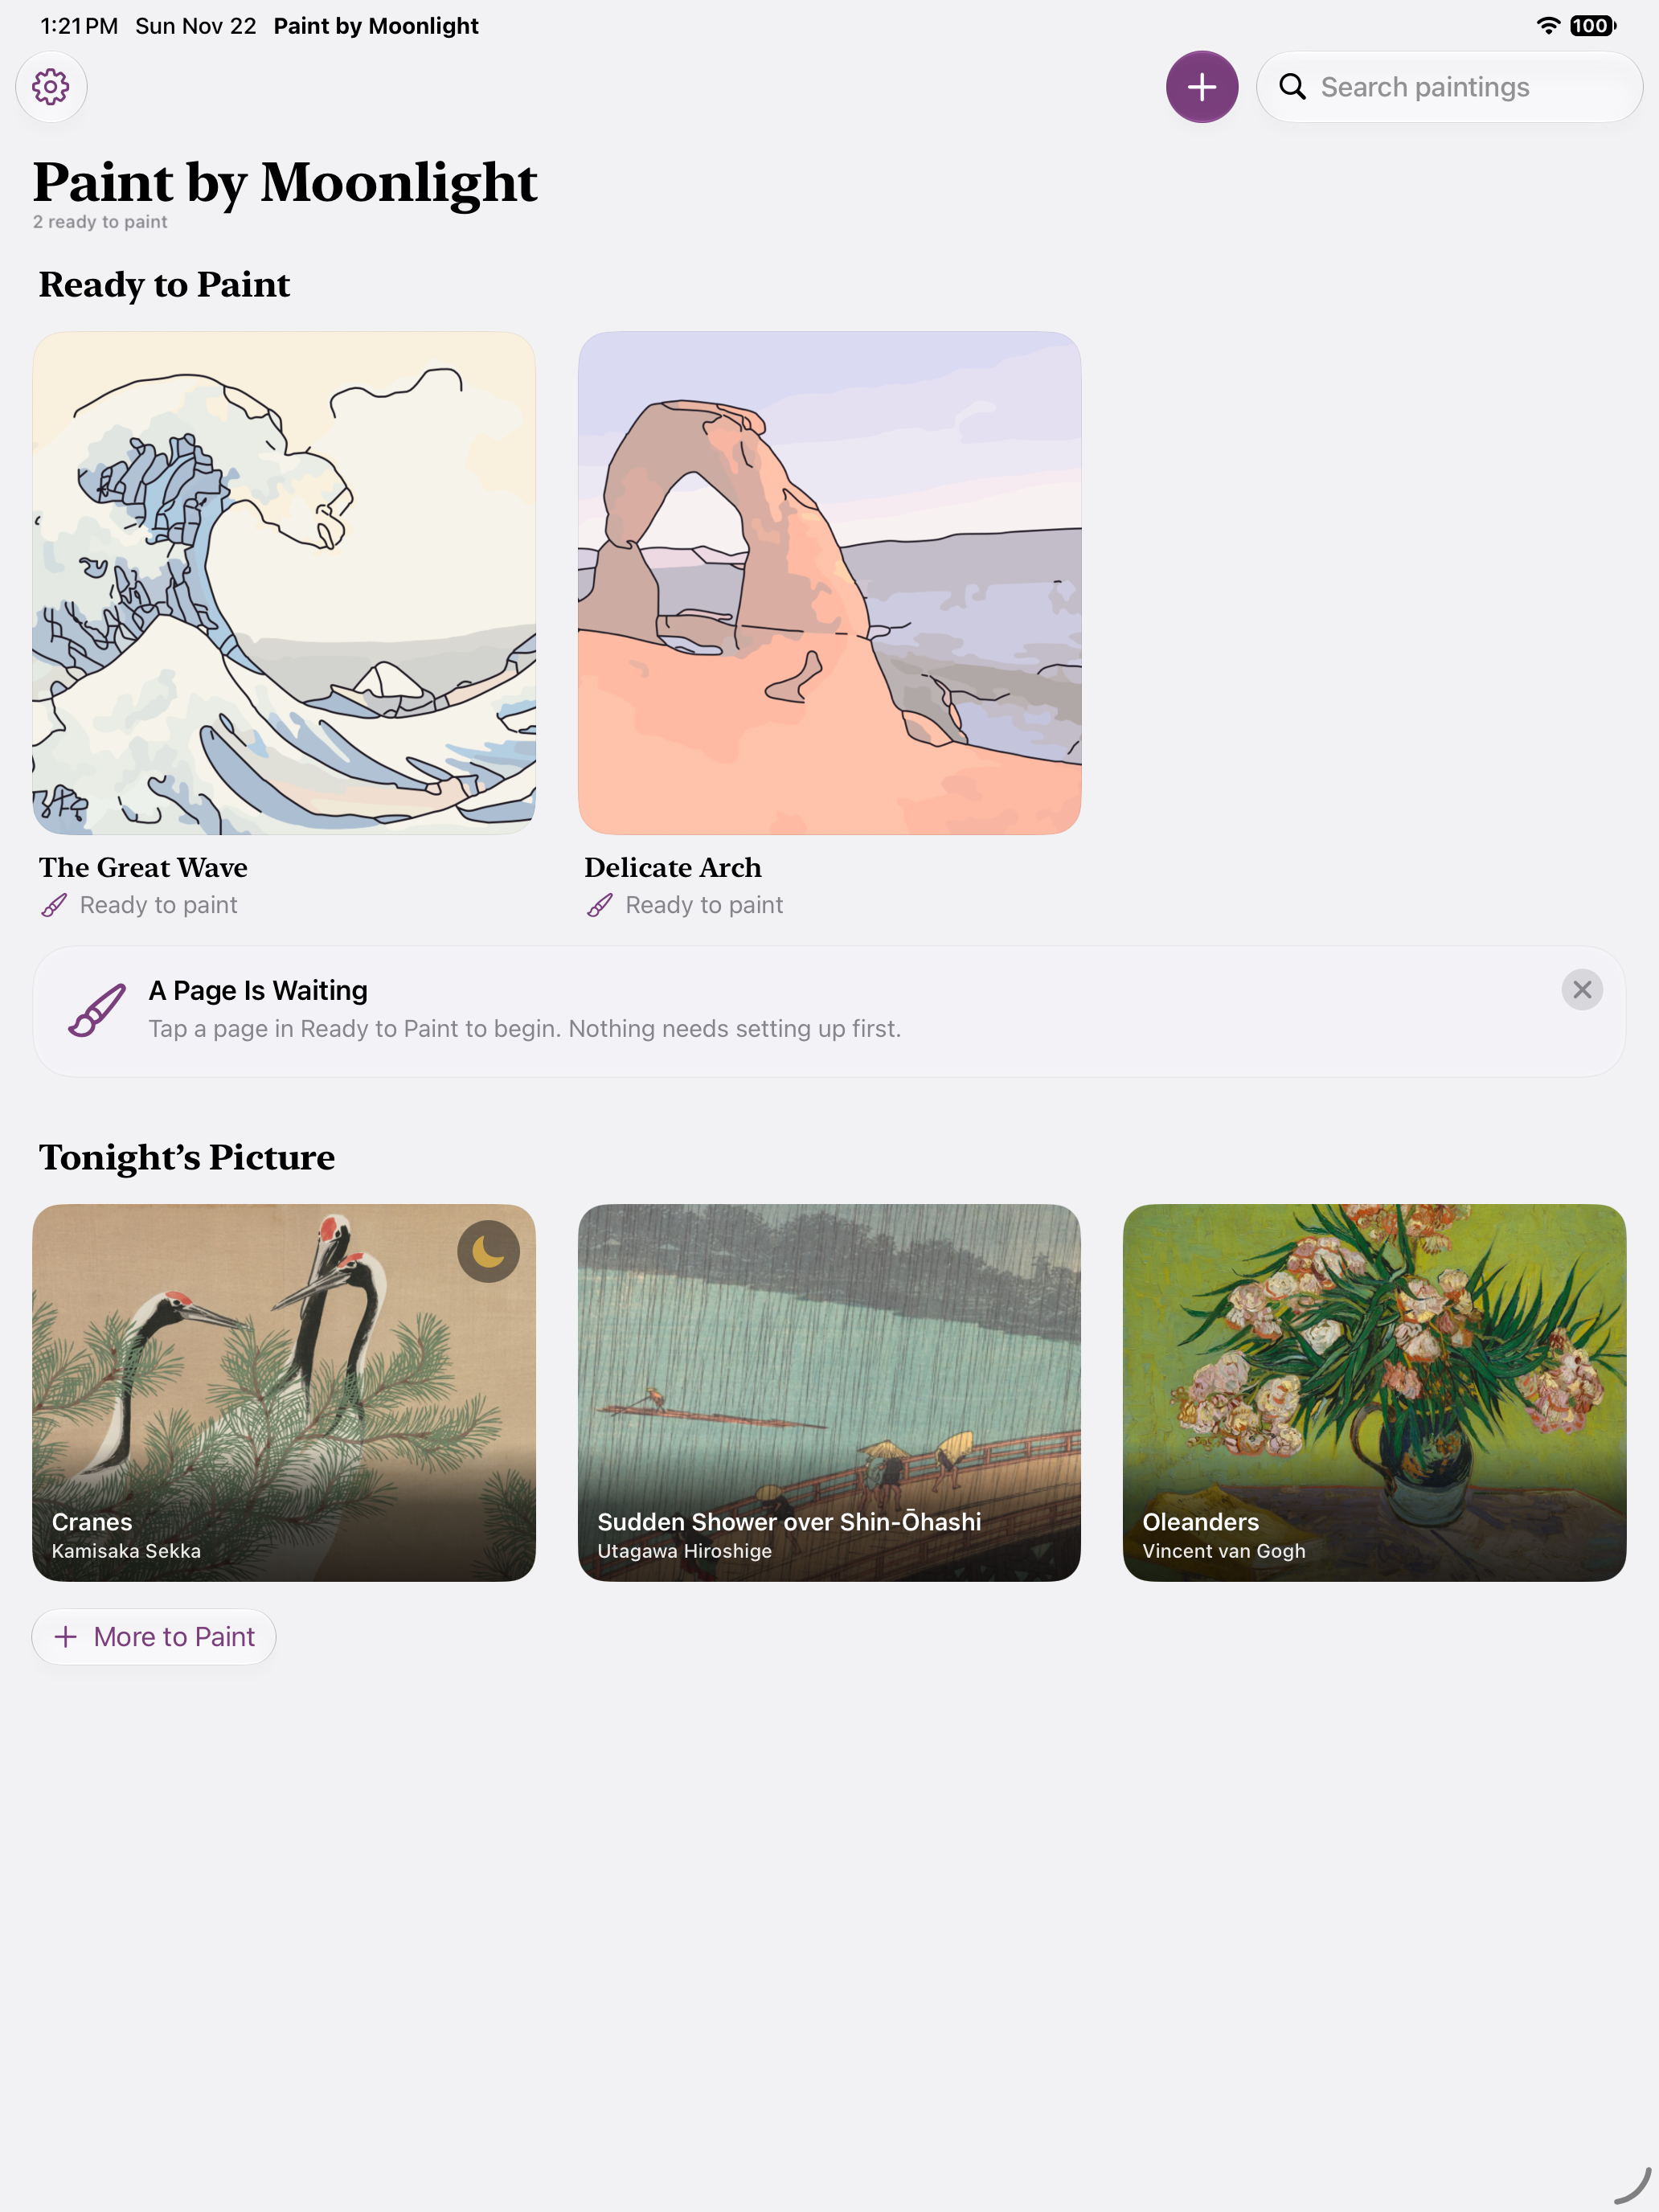 1:21 PM Sun Nov 22 Paint by Moonlight
100
Search paintings
Paint by Moonlight
2 ready to paint
Ready to Paint
The Great Wave
Ready to paint
Delicate Arch
Ready to paint
A Page Is Waiting
Tap a page in Ready to Paint to begin. Nothing needs setting up first.
Tonight’s Picture
Cranes
Kamisaka Sekka
Sudden Shower over Shin-Ōhashi
Utagawa Hiroshige
Oleanders
Vincent van Gogh
More to Paint